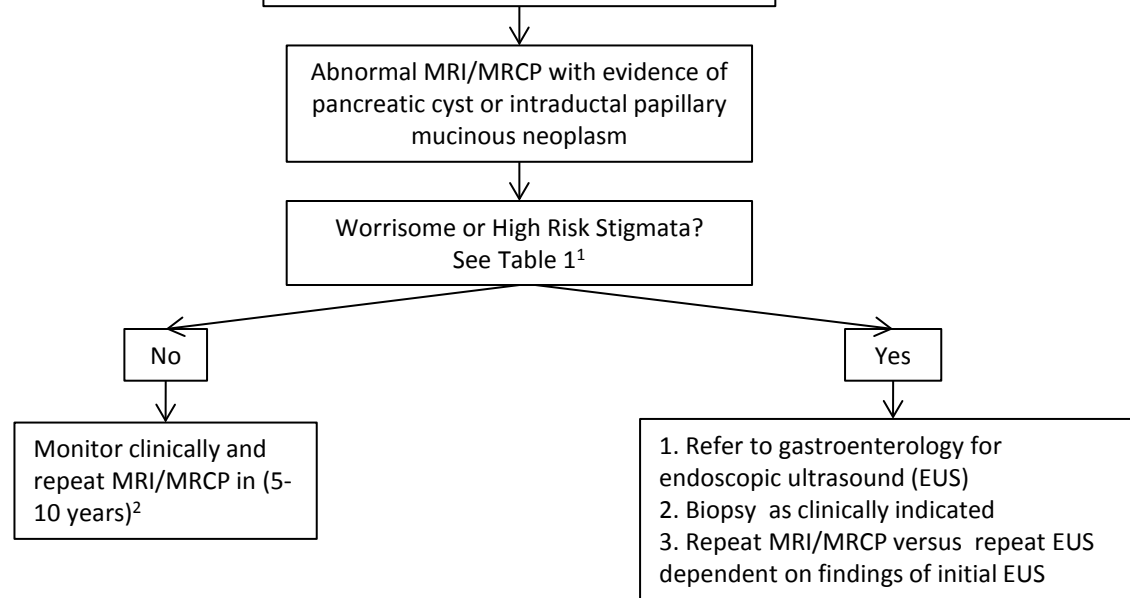 Abnormal MRI/MRCP with evidence of
pancreatic cyst or intraductal papillary
mucinous neoplasm
Worrisome or High Risk Stigmata?
See Table 1¹
No
Yes
Monitor clinically and
repeat MRI/MRCP in (5-
10 years)²
1. Refer to gastroenterology for
endoscopic ultrasound (EUS)
2. Biopsy as clinically indicated
3. Repeat MRI/MRCP versus repeat EUS
dependent on findings of initial EUS